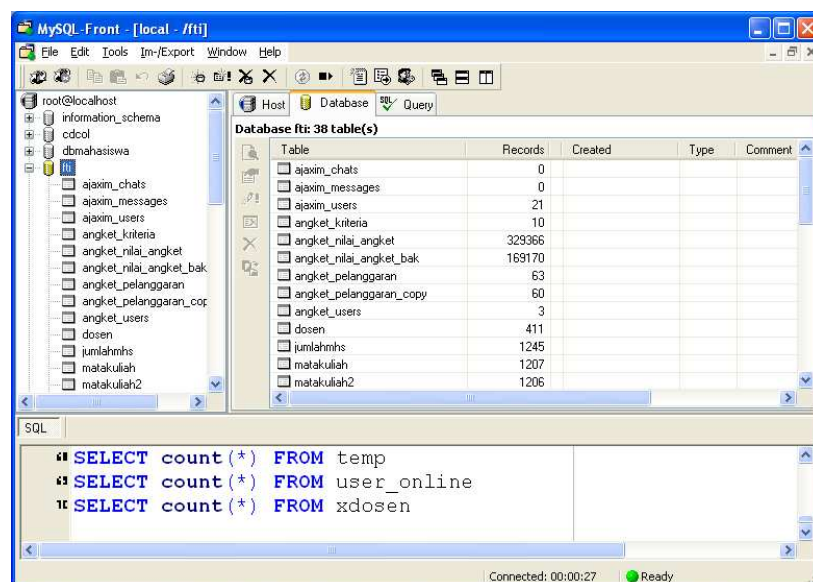 MySQL-Front - [local - /fti]
File Edit Tools Im-/Export Window Help
root@localhost
information_schema
cdcol
dbmahasiswa
fti
ajaxim_chats
ajaxim_messages
ajaxim_users
angket_kriteria
angket_nilai_angket
angket_nilai_angket_bak
angket_pelanggaran
angket_pelanggaran_cop
angket_users
dosen
jumlahmhs
matakuliah
matakuliah2
Host Database Query
Database fti: 38 table(s)
Table Records Created Type Comment
ajaxim_chats 0
ajaxim_messages 0
ajaxim_users 21
angket_kriteria 10
angket_nilai_angket 329366
angket_nilai_angket_bak 169170
angket_pelanggaran 63
angket_pelanggaran_copy 60
angket_users 3
dosen 411
jumlahmhs 1245
matakuliah 1207
matakuliah2 1206
SQL
SELECT count(*) FROM temp
SELECT count(*) FROM user_online
SELECT count(*) FROM xdosen
Connected: 00:00:27 Ready